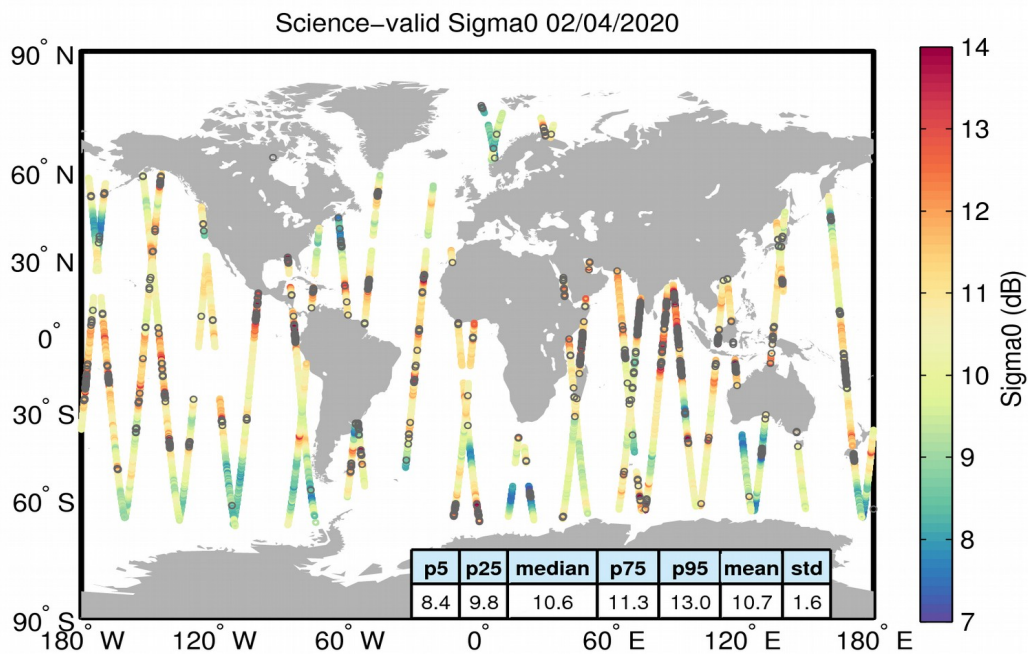 Science−valid Sigma0 02/04/2020
90° N
60° N
30° N
0°
30° S
60° S
90° S
180° W
120° W
60° W
0°
60° E
120° E
180° E
14
13
12
11
10
9
8
7
Sigma0 (dB)
p5 p25 median p75 p95 mean std
8.4 9.8 10.6 11.3 13.0 10.7 1.6